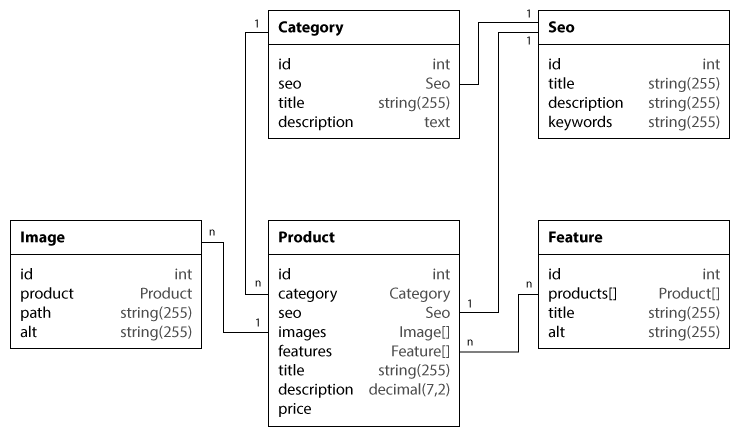 Category
id int
seo Seo
title string(255)
description text
1
1
1
Seo
id int
title string(255)
description string(255)
keywords string(255)
Image
id int
product Product
path string(255)
alt string(255)
n
1
n
Product
id int
category Category
seo Seo
images Image[]
features Feature[]
title string(255)
description decimal(7,2)
price
1
n
n
Feature
id int
products[] Product[]
title string(255)
alt string(255)